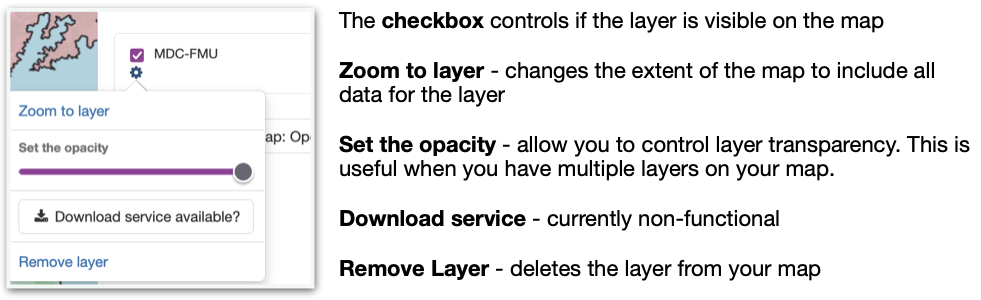 MDC-FMU
Zoom to layer
Set the opacity
ap: Op
Download service available?
Remove layer
The checkbox controls if the layer is visible on the map
Zoom to layer - changes the extent of the map to include all
data for the layer
Set the opacity - allow you to control layer transparency. This is
useful when you have multiple layers on your map.
Download service - currently non-functional
Remove Layer - deletes the layer from your map